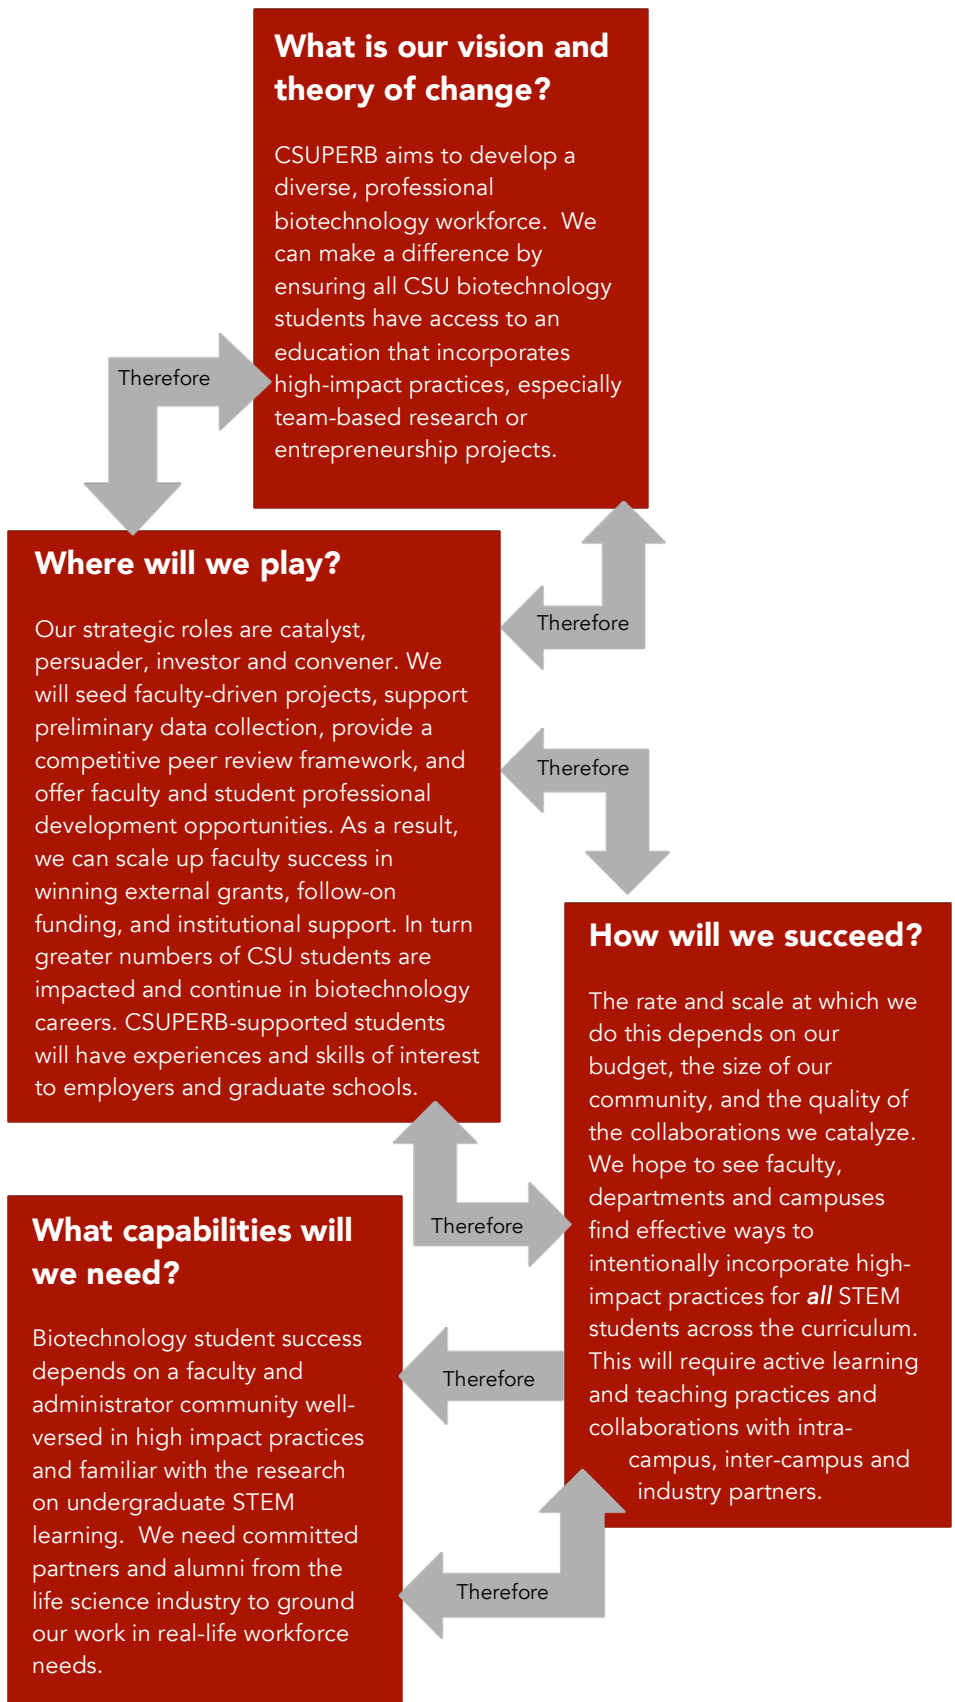 What is our vision and
theory of change?
CSUPERB aims to develop a
diverse, professional
biotechnology workforce.  We
can make a difference by
ensuring all CSU biotechnology
students have access to an
education that incorporates
high-impact practices, especially
team-based research or
entrepreneurship projects.
Therefore
Where will we play?
Our strategic roles are catalyst,
persuader, investor and convener. We
will seed faculty-driven projects, support
preliminary data collection, provide a
competitive peer review framework, and
offer faculty and student professional
development opportunities. As a result,
we can scale up faculty success in
winning external grants, follow-on
funding, and institutional support. In turn
greater numbers of CSU students are
impacted and continue in biotechnology
careers. CSUPERB-supported students
will have experiences and skills of interest
to employers and graduate schools.
Therefore
Therefore
How will we succeed?
The rate and scale at which we
do this depends on our
budget, the size of our
community, and the quality of
the collaborations we catalyze.
We hope to see faculty,
departments and campuses
find effective ways to
intentionally incorporate high-
impact practices for all STEM
students across the curriculum.
This will require active learning
and teaching practices and
collaborations with intra-
campus, inter-campus and
industry partners.
Therefore
What capabilities will
we need?
Biotechnology student success
depends on a faculty and
administrator community well-
versed in high impact practices
and familiar with the research
on undergraduate STEM
learning.  We need committed
partners and alumni from the
life science industry to ground
our work in real-life workforce
needs.
Therefore
Therefore